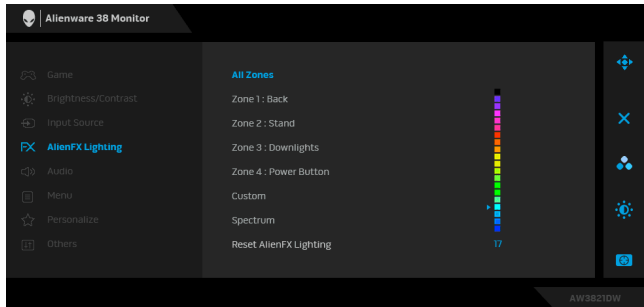 Alienware 38 Monitor
Game
Brightness/Contrast
Input Source
AlienFX Lighting
Audio
Menu
Personalize
Others
All Zones
Zone 1 : Back
Zone 2 : Stand
Zone 3 : Downlights
Zone 4 : Power Button
Custom
Spectrum
Reset AlienFX Lighting
17
AW3821DW